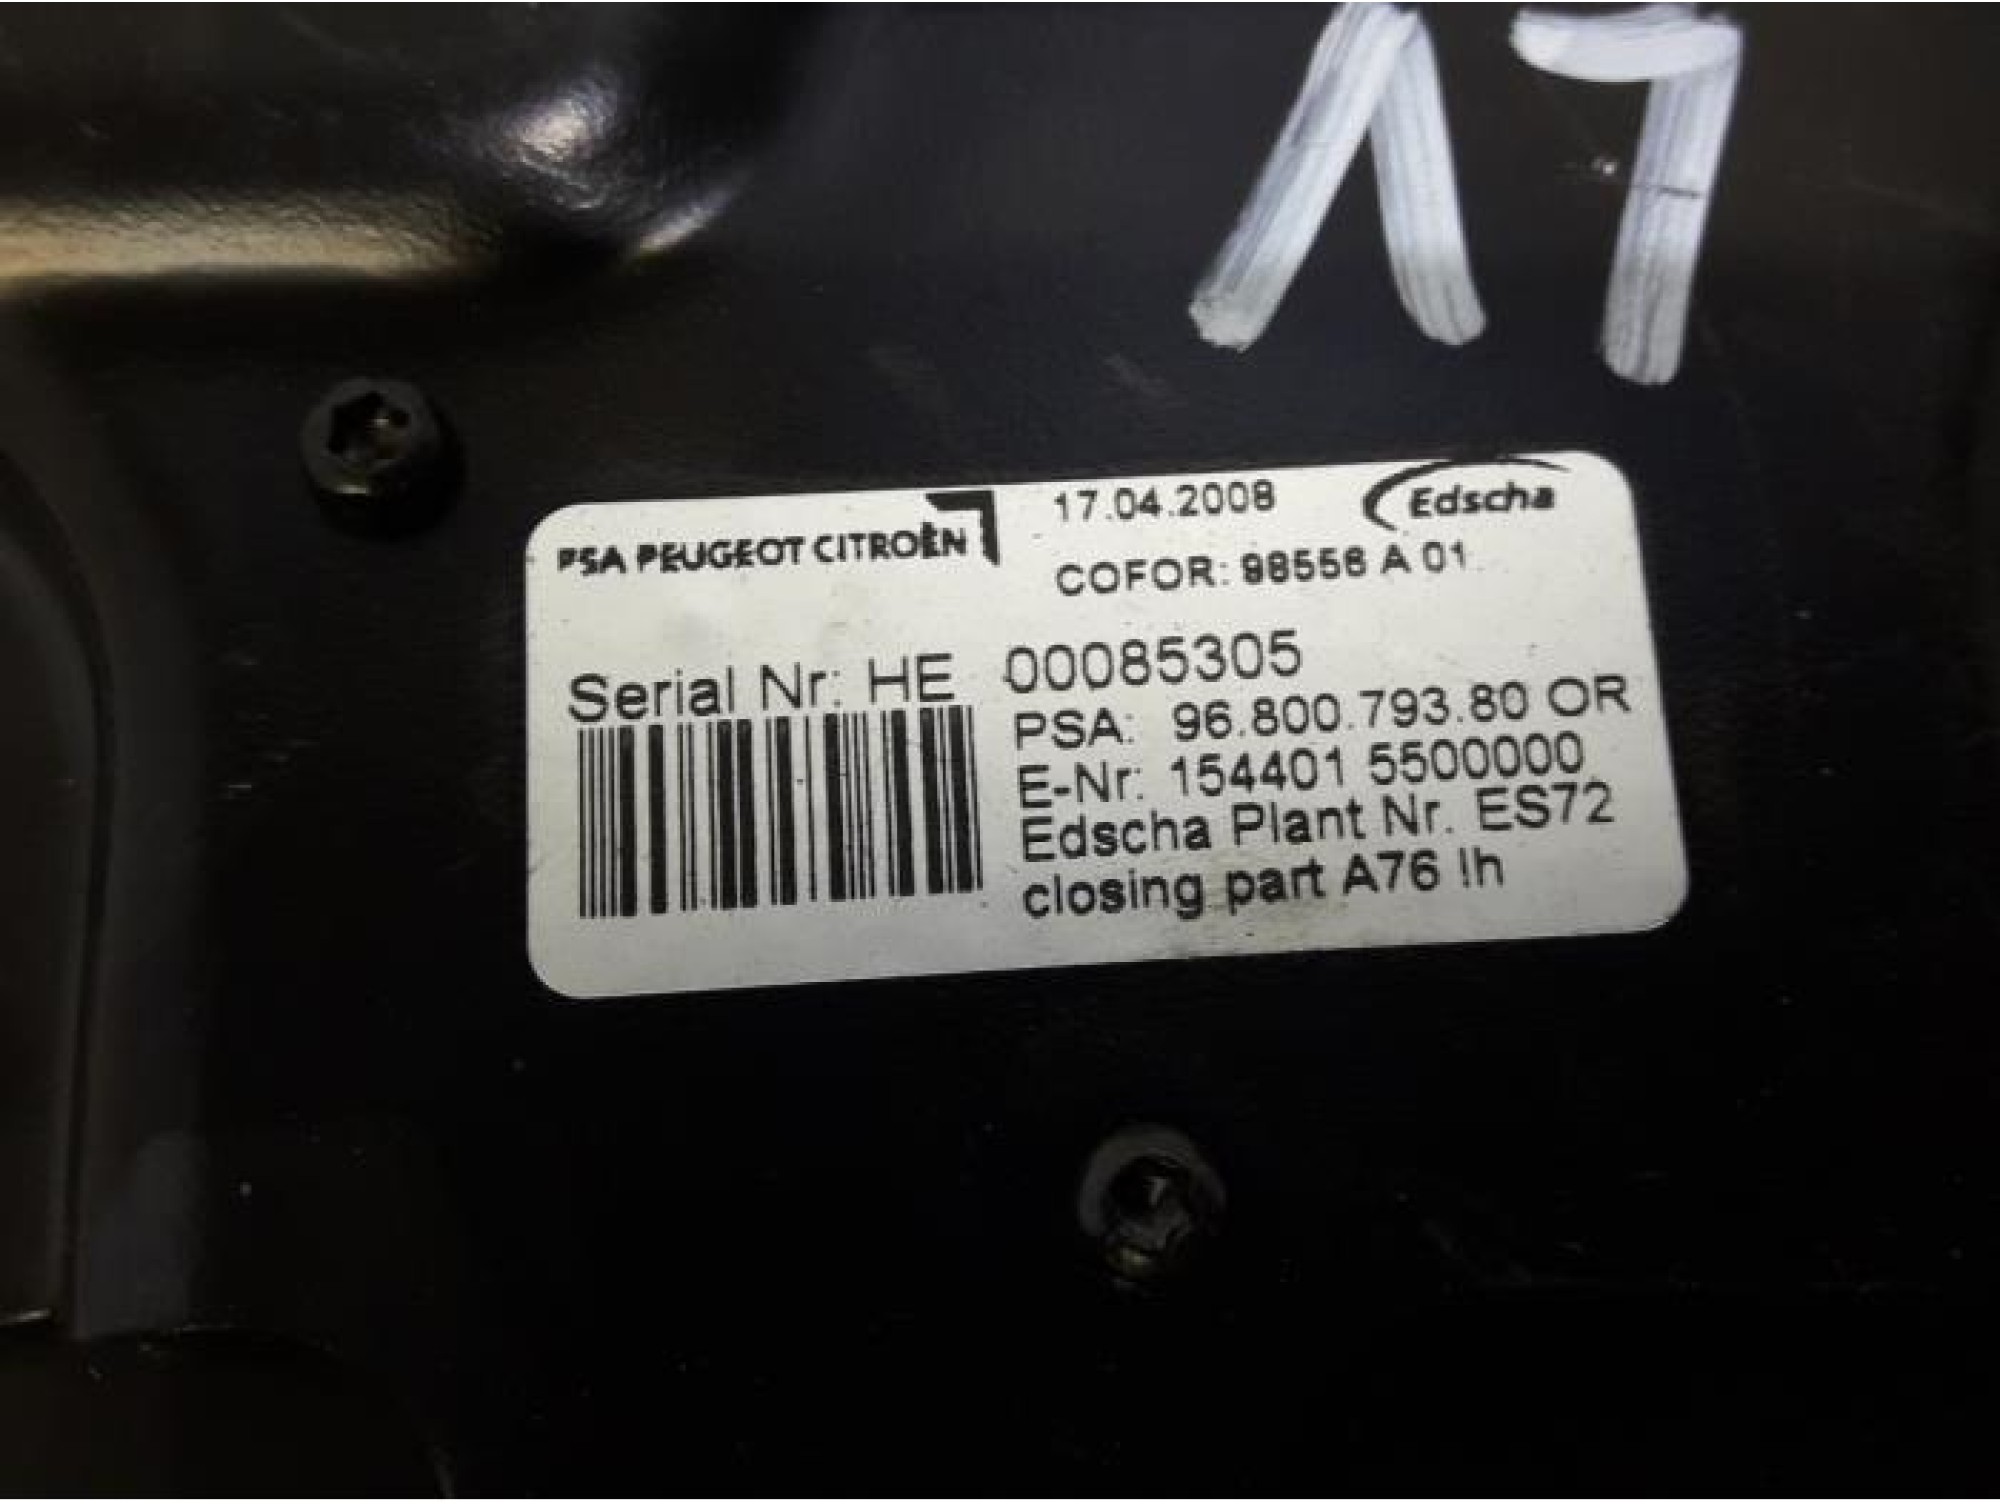 17
PSA PEUGEOT CITROËN
17.04.2008
Edscha
COFOR: 98556 A 01
Serial Nr: HE 00085305
PSA: 96.800.793.80 OR
E-Nr: 154401 5500000
Edscha Plant Nr. ES72
closing part A76 lh